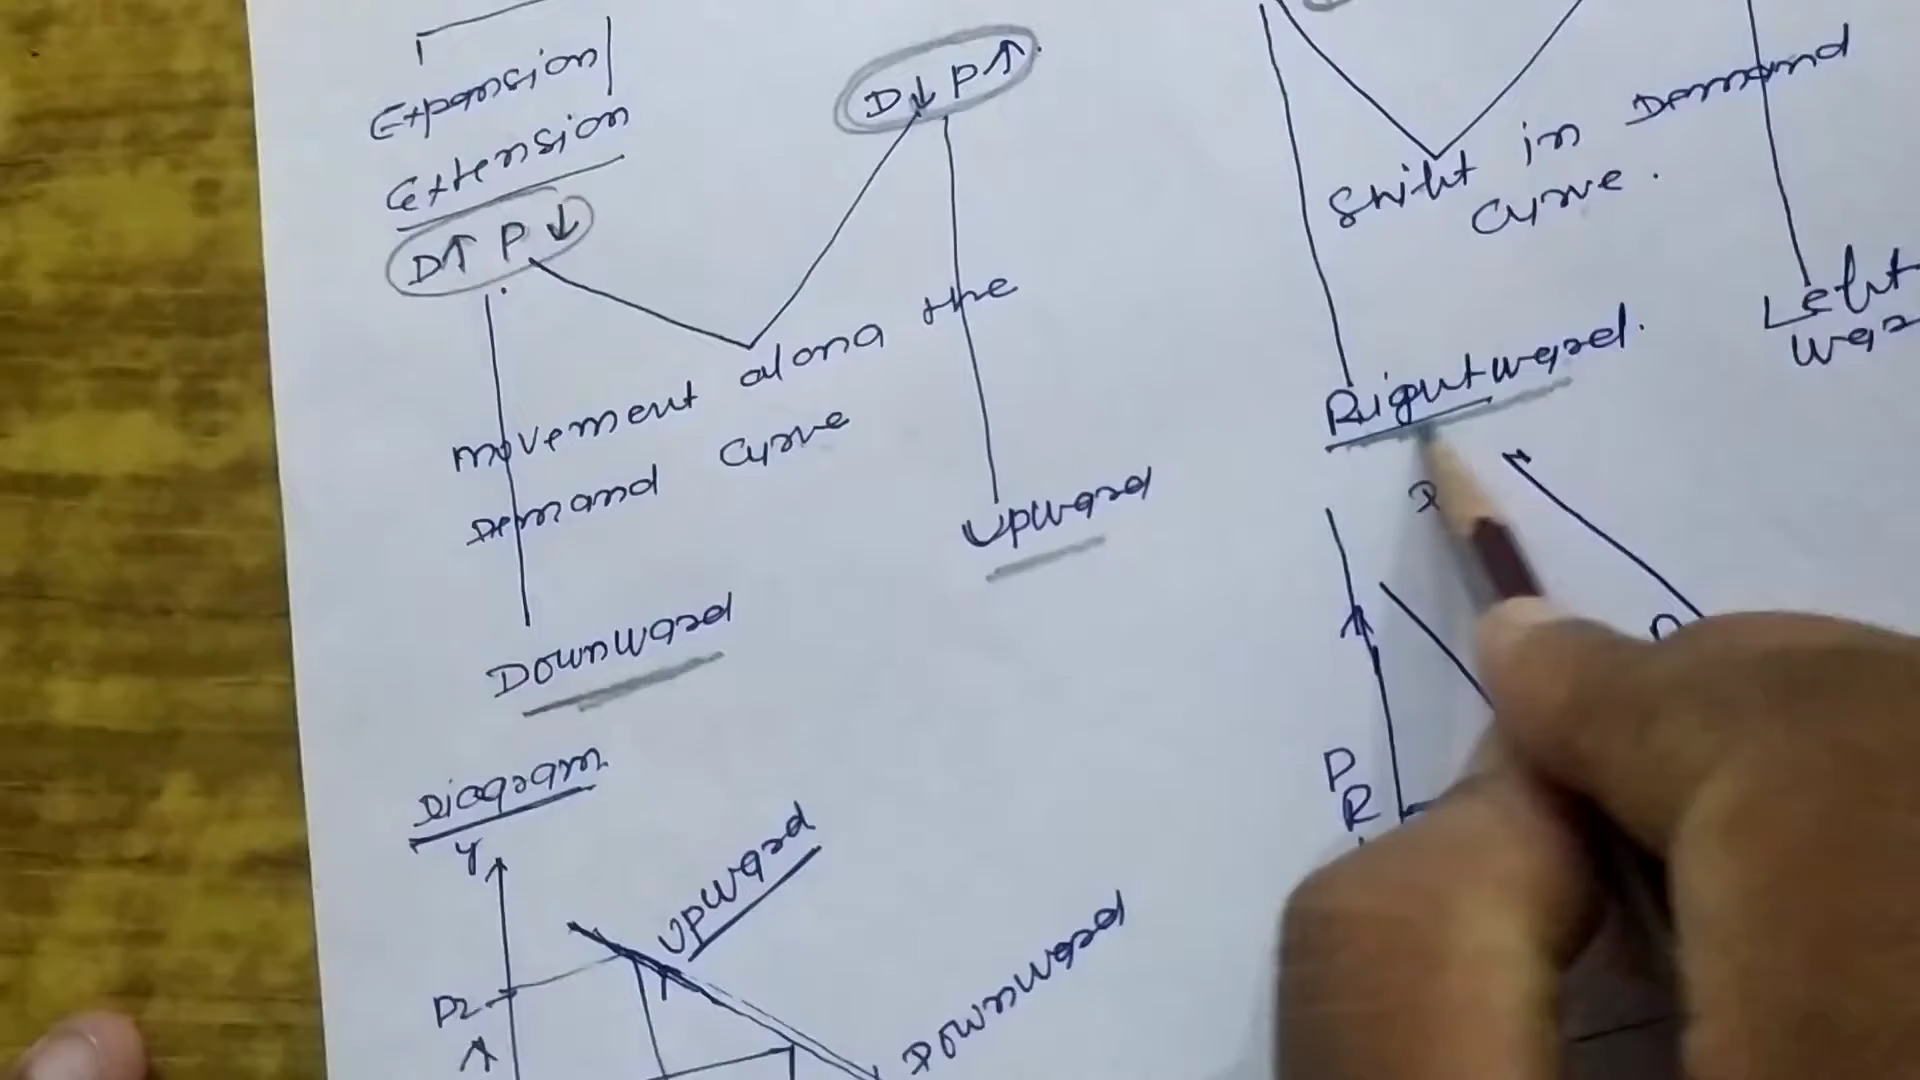 Expansion
Extension
D↑ P↓
D↓ P↑
movement along the
Demand Curve
Downward
Upward
Shift in Demand
Curve.
Rightward.
Left
Diagram
Y
Upward
Downward
P2
P
R